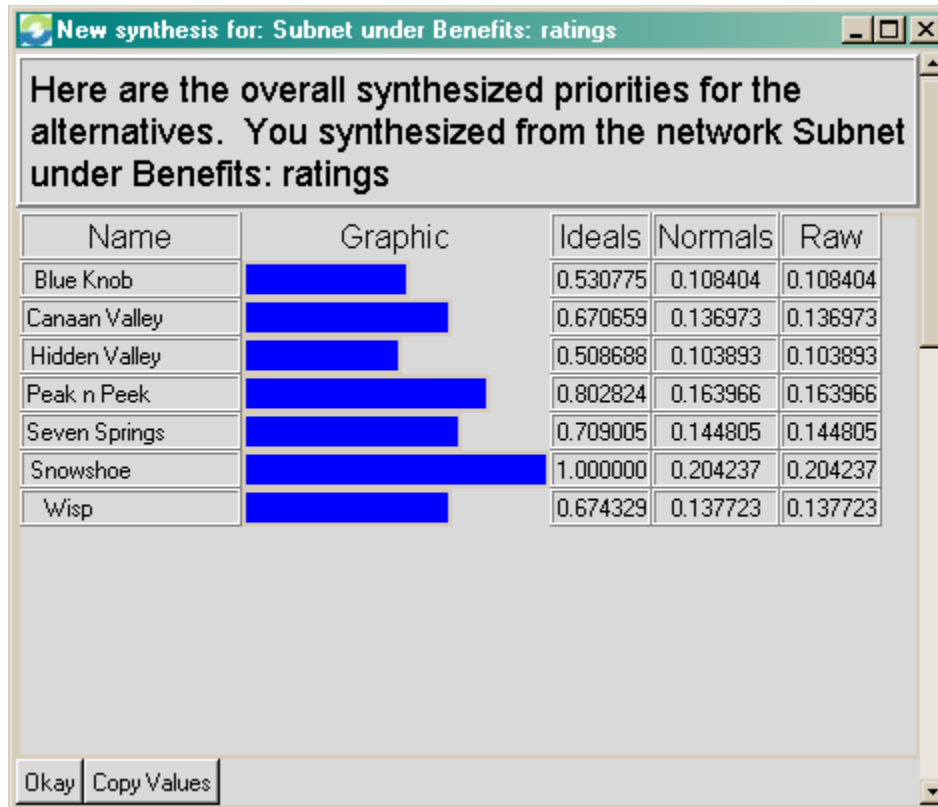 New synthesis for: Subnet under Benefits: ratings
Here are the overall synthesized priorities for the
alternatives. You synthesized from the network Subnet
under Benefits: ratings
Name Graphic Ideals Normals Raw
Blue Knob 0.530775 0.108404 0.108404
Canaan Valley 0.670659 0.136973 0.136973
Hidden Valley 0.508688 0.103893 0.103893
Peak n Peek 0.802824 0.163966 0.163966
Seven Springs 0.709005 0.144805 0.144805
Snowshoe 1.000000 0.204237 0.204237
Wisp 0.674329 0.137723 0.137723
Okay Copy Values